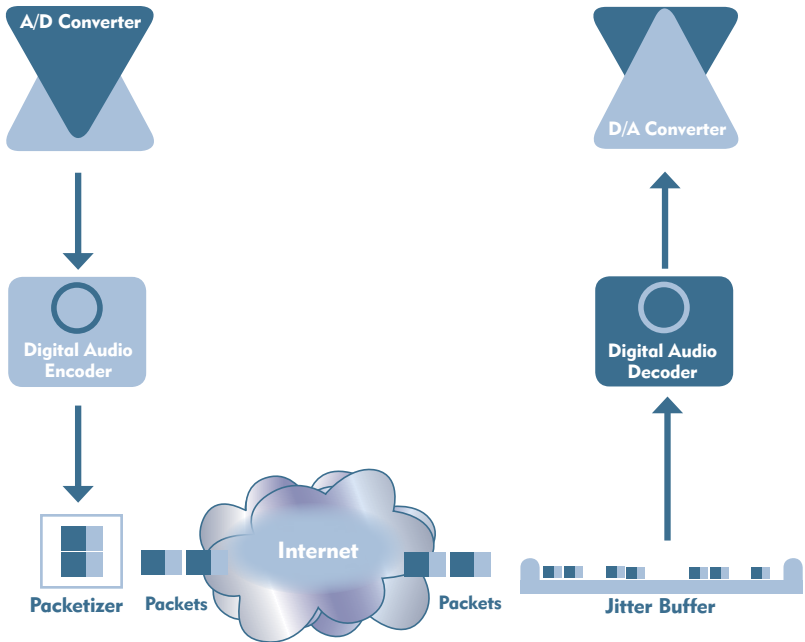 A/D Converter
D/A Converter
Digital Audio
Encoder
Digital Audio
Decoder
Internet
Packetizer
Packets
Packets
Jitter Buffer